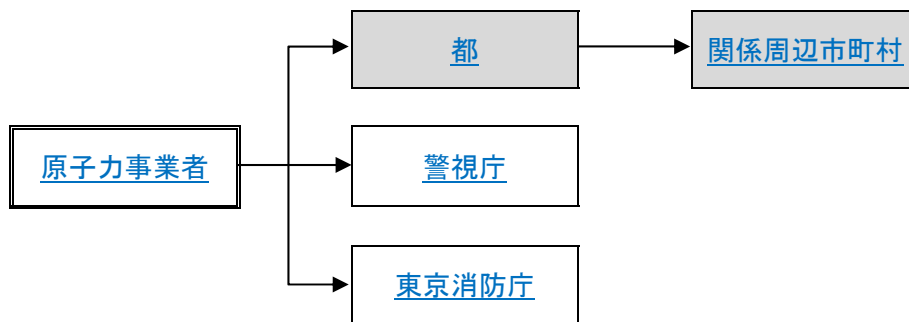 都
関係周辺市町村
原子力事業者
警視庁
東京消防庁